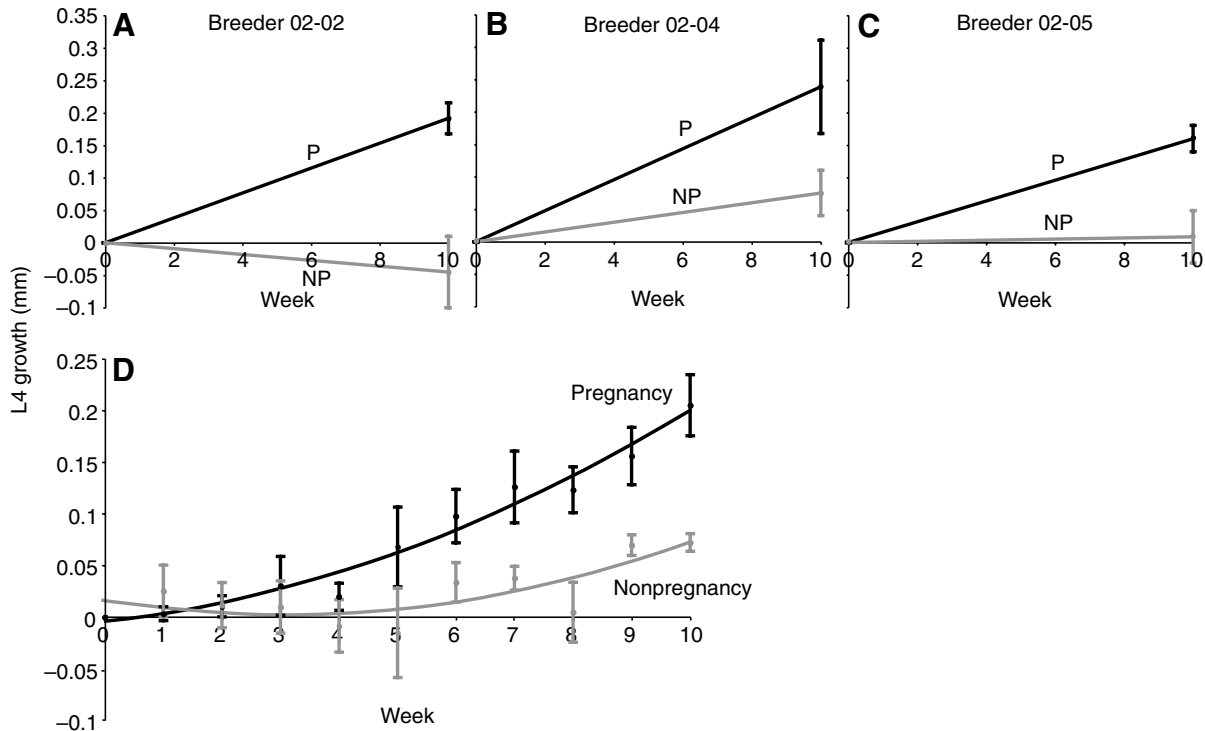 A Breeder 02-02
B Breeder 02-04
C Breeder 02-05
0.35
0.3
0.25
0.2
0.15
0.1
0.05
0
−0.05
−0.1
P
NP
0 2 4 6 8 10
Week
P
NP
0 2 4 6 8 10
Week
P
NP
0 2 4 6 8 10
Week
L4 growth (mm)
D
0.25
0.2
0.15
0.1
0.05
0
−0.05
−0.1
Pregnancy
Nonpregnancy
0 1 2 3 4 5 6 7 8 9 10
Week